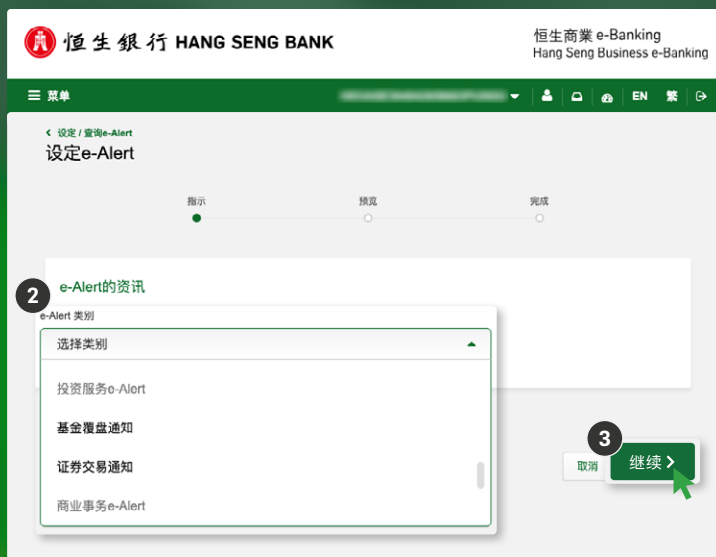 恒生銀行 HANG SENG BANK
恒生商業 e-Banking
Hang Seng Business e-Banking
菜单
EN 繁
设定 / 查询e-Alert
设定e-Alert
指示 预览 完成
e-Alert的资讯
2
e-Alert 类别
选择类别
投资服务e-Alert
基金覆盘通知
证券交易通知
商业事务e-Alert
3
取消 继续